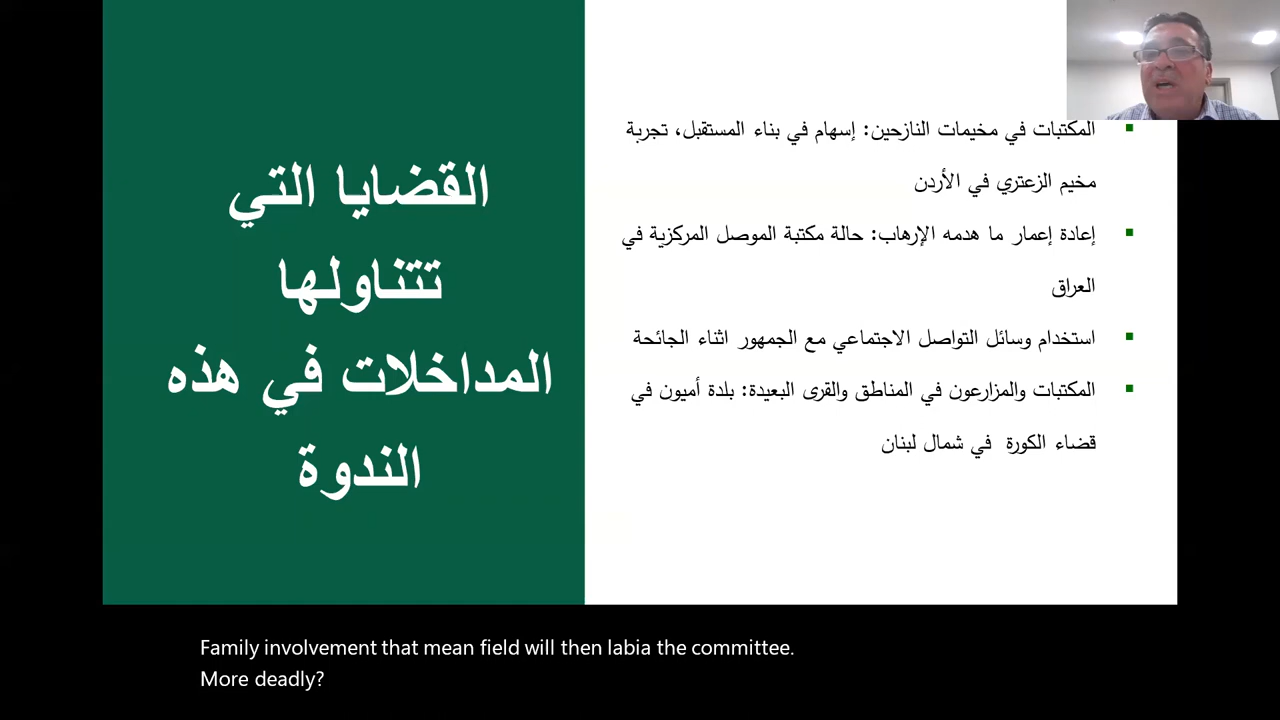 القضايا التي
تتناولها
المداخلات في هذه
الندوة
المكتبات في مخيمات النازحين: إسهام في بناء المستقبل، تجربة
مخيم الزعتري في الأردن
إعادة إعمار ما هدمه الإرهاب: حالة مكتبة الموصل المركزية في
العراق
استخدام وسائل التواصل الاجتماعي مع الجمهور اثناء الجائحة
المكتبات والمزارعون في المناطق والقرى البعيدة: بلدة أميون في
قضاء الكورة في شمال لبنان
Family involvement that mean field will then labia the committee.
More deadly?